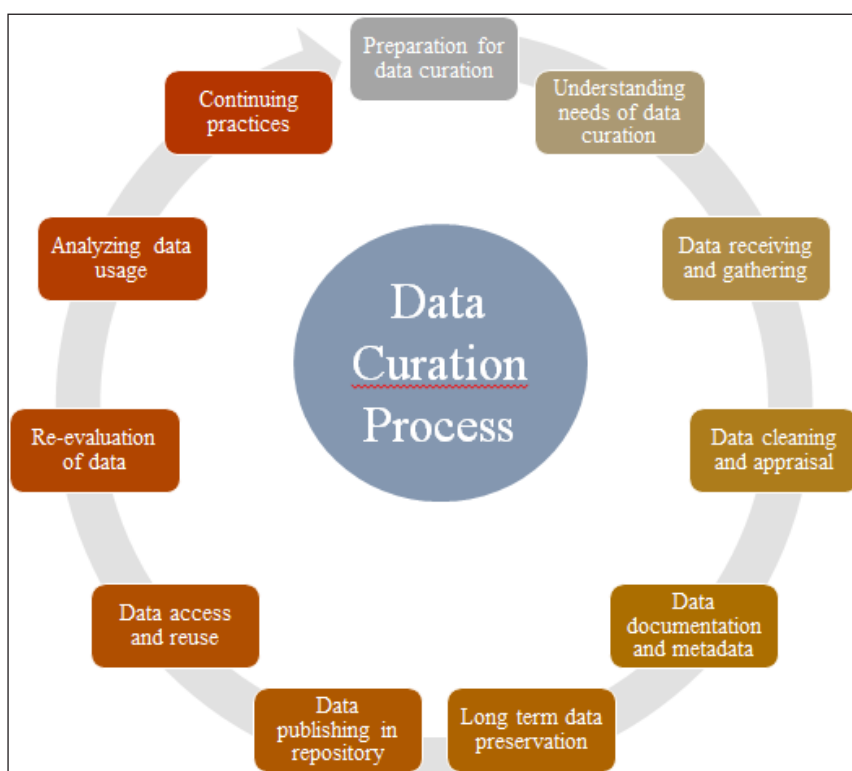 Preparation for
data curation
Understanding
needs of data
curation
Data receiving
and gathering
Data cleaning
and appraisal
Data
documentation
and metadata
Long term data
preservation
Data
publishing in
repository
Data access
and reuse
Re-evaluation
of data
Analyzing data
usage
Continuing
practices
Data
Curation
Process